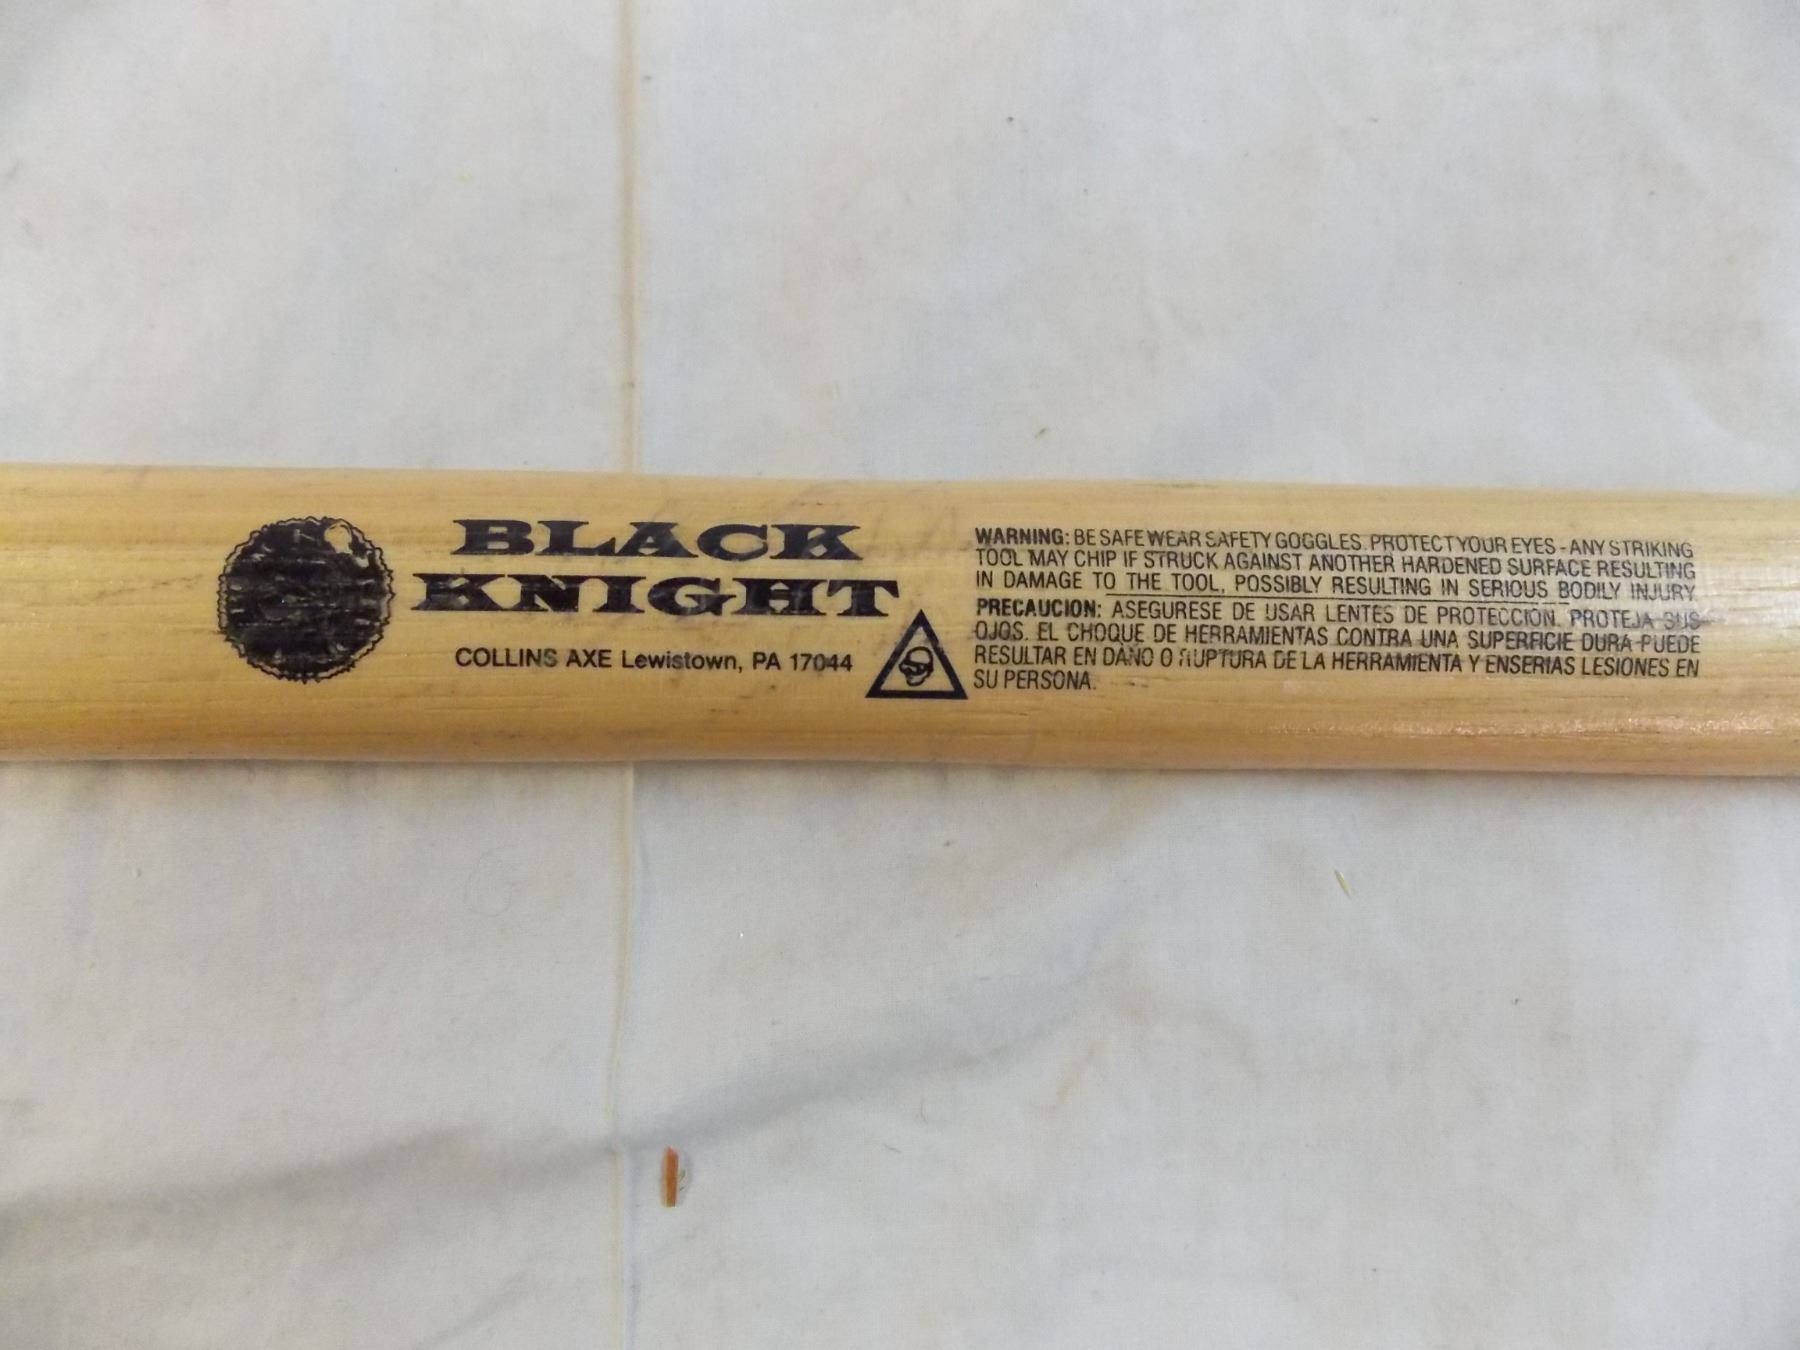 BLACK
KNIGHT
COLLINS AXE Lewistown, PA 17044
WARNING: BE SAFE WEAR SAFETY GOGGLES. PROTECT YOUR EYES - ANY STRIKING
TOOL MAY CHIP IF STRUCK AGAINST ANOTHER HARDENED SURFACE RESULTING
IN DAMAGE TO THE TOOL, POSSIBLY RESULTING IN SERIOUS BODILY INJURY.
PRECAUCION: ASEGURESE DE USAR LENTES DE PROTECCION. PROTEJA SUS
OJOS. EL CHOQUE DE HERRAMIENTAS CONTRA UNA SUPERFICIE DURA PUEDE
RESULTAR EN DAÑO O RUPTURA DE LA HERRAMIENTA Y ENSERIAS LESIONES EN
SU PERSONA.